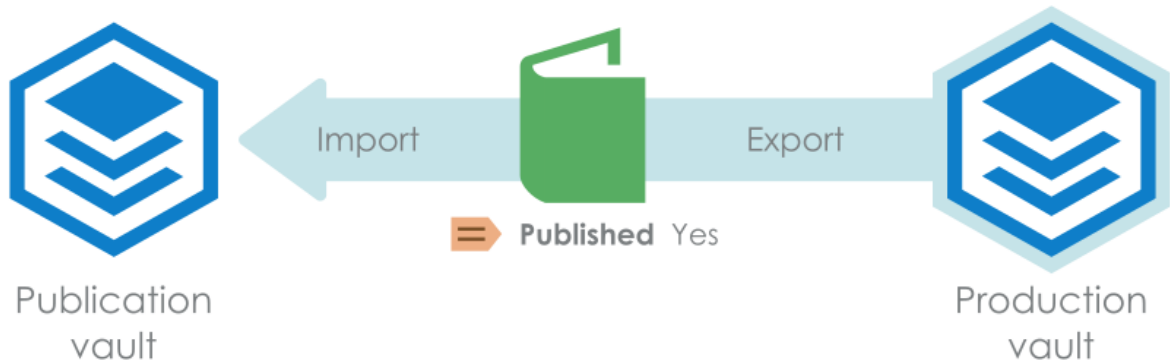 Import
Export
Published Yes
Publication
vault
Production
vault